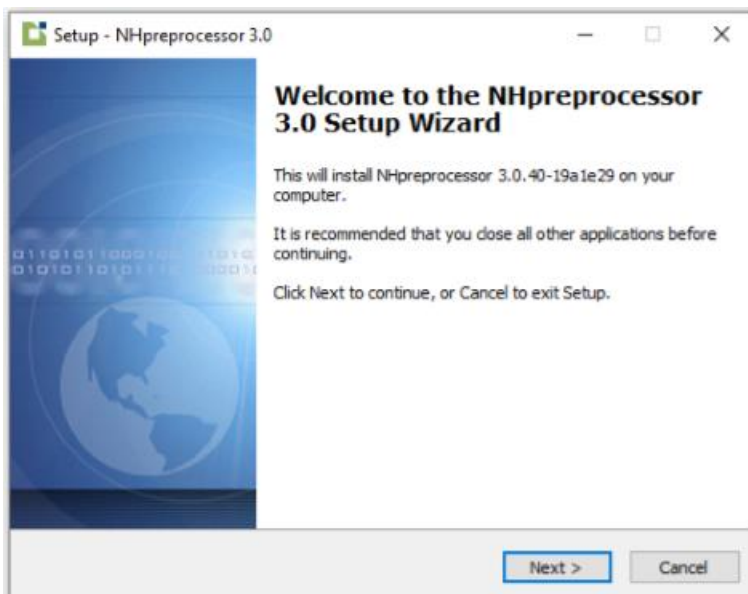 Setup - NHpreprocessor 3.0
Welcome to the NHpreprocessor
3.0 Setup Wizard
This will install NHpreprocessor 3.0.40-19a1e29 on your
computer.
It is recommended that you close all other applications before
continuing.
Click Next to continue, or Cancel to exit Setup.
Next >
Cancel